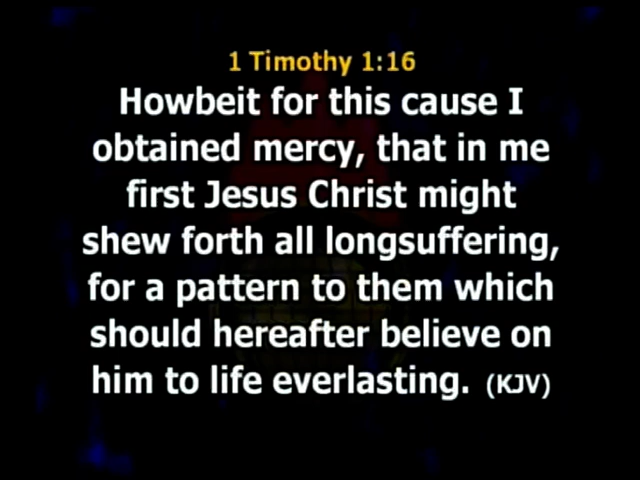 1 Timothy 1:16
Howbeit for this cause I
obtained mercy, that in me
first Jesus Christ might
shew forth all longsuffering,
for a pattern to them which
should hereafter believe on
him to life everlasting. (KJV)